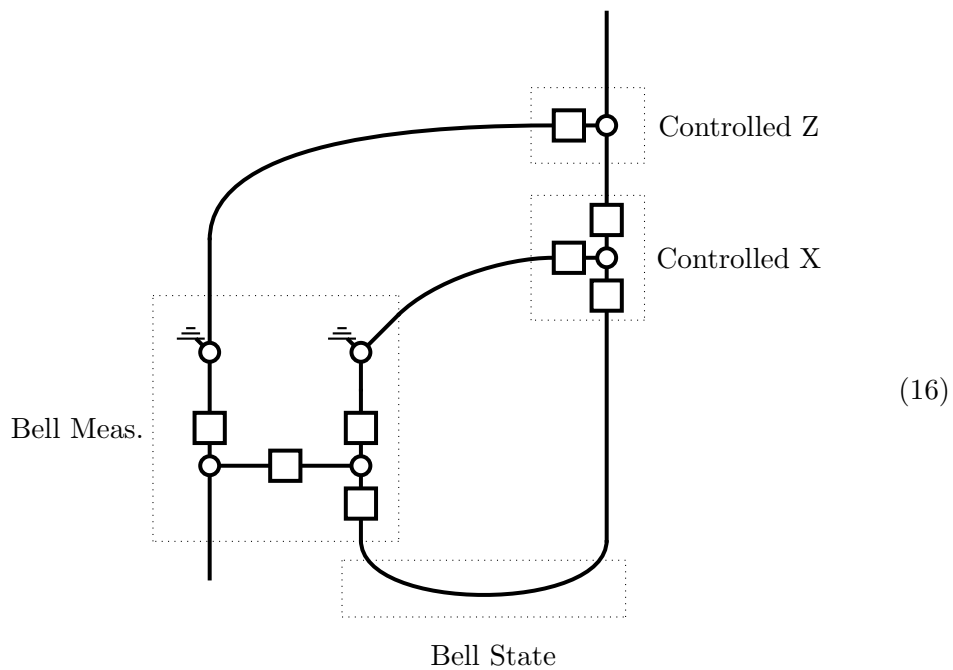 Controlled Z
Controlled X
(16)
Bell Meas.
Bell State